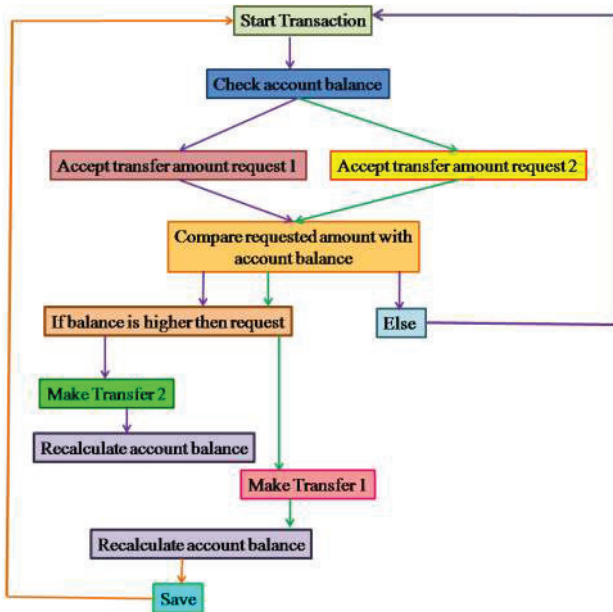 Start Transaction
Check account balance
Accept transfer amount request 1
Accept transfer amount request 2
Compare requested amount with
account balance
If balance is higher then request
Else
Make Transfer 2
Recalculate account balance
Make Transfer 1
Recalculate account balance
Save